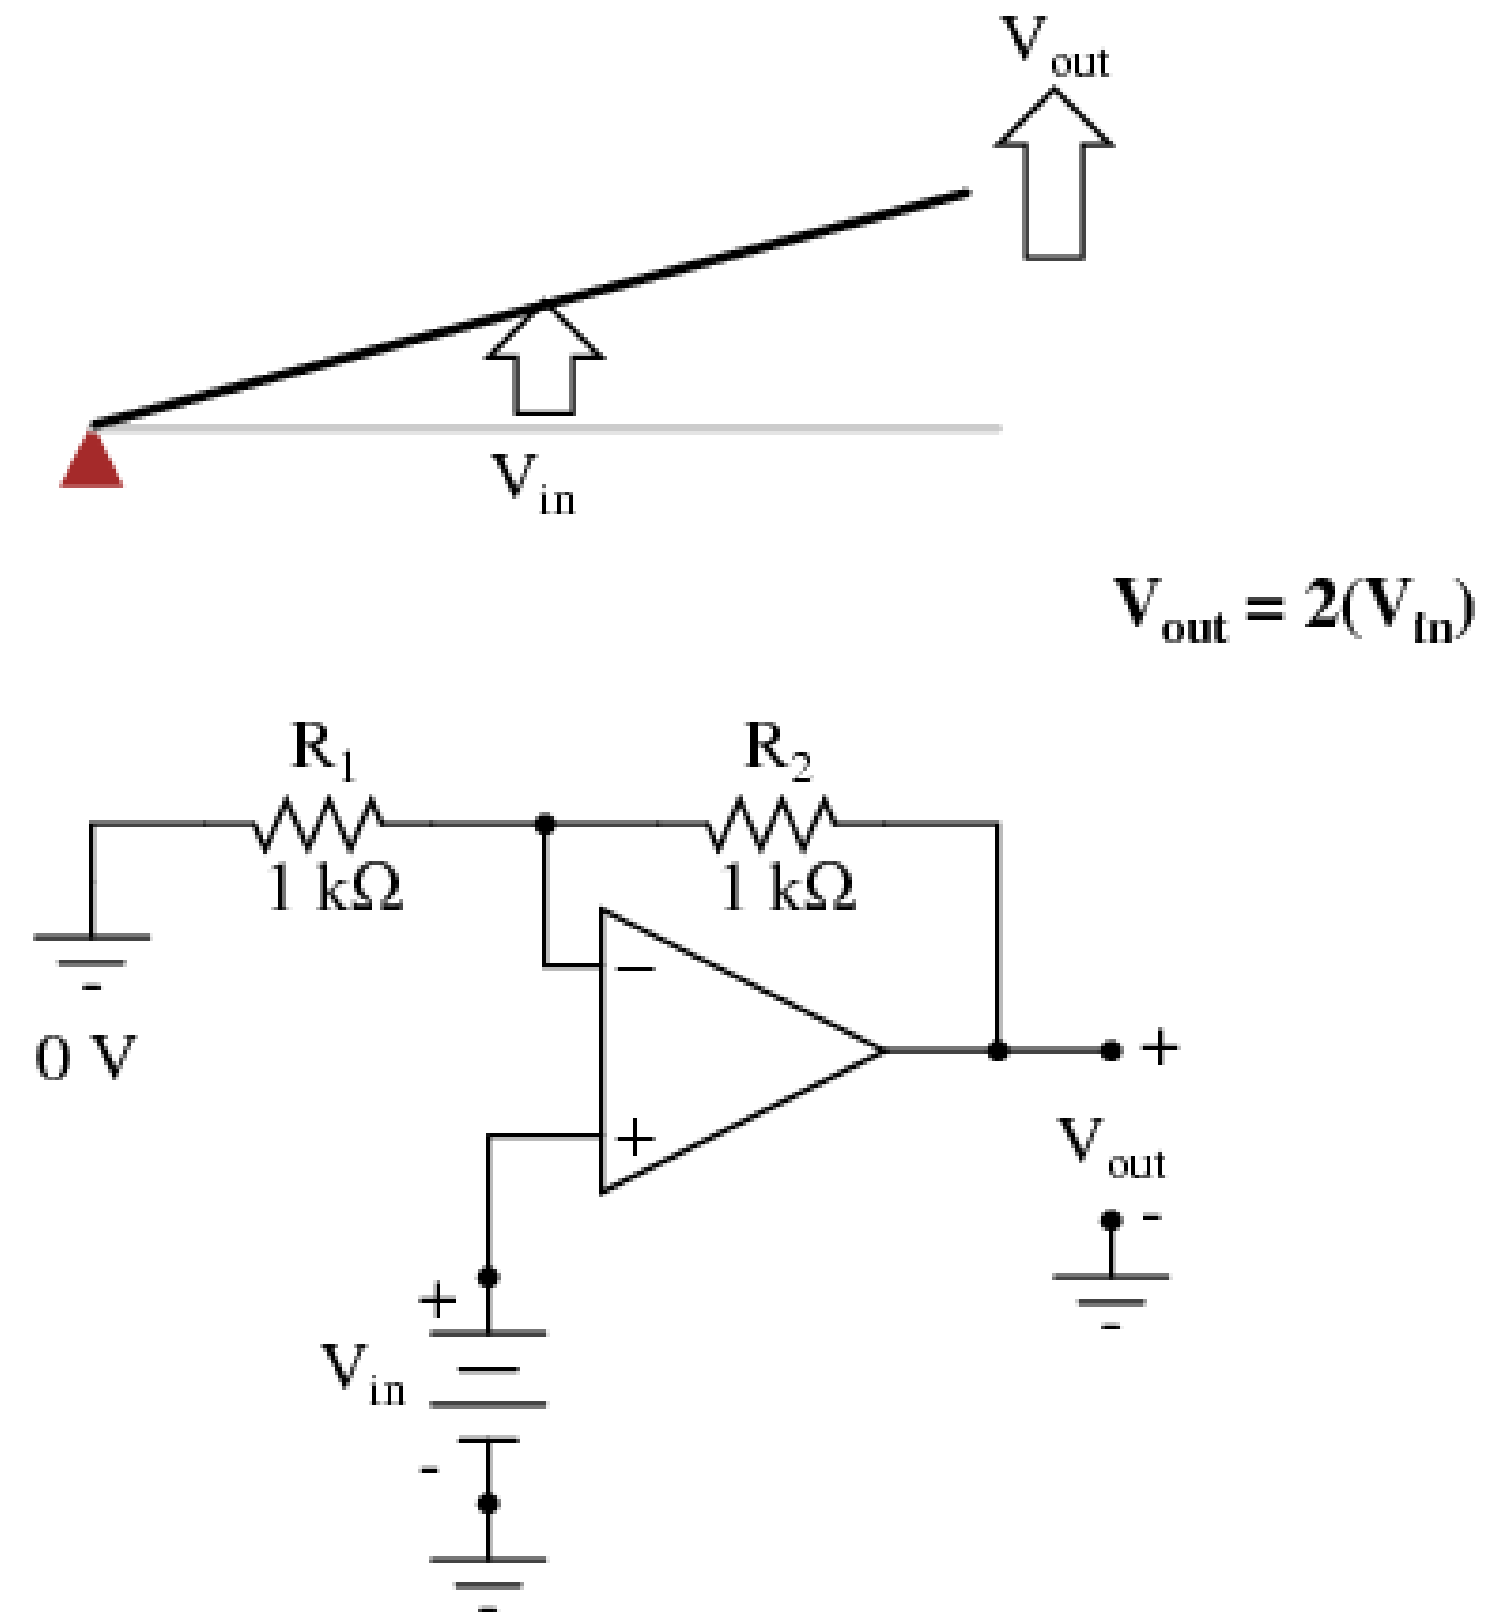 Vout
Vin
Vout = 2(Vin)
R1 R2
1 kΩ 1 kΩ
−
0 V
+
+
Vout
-
+
Vin
-